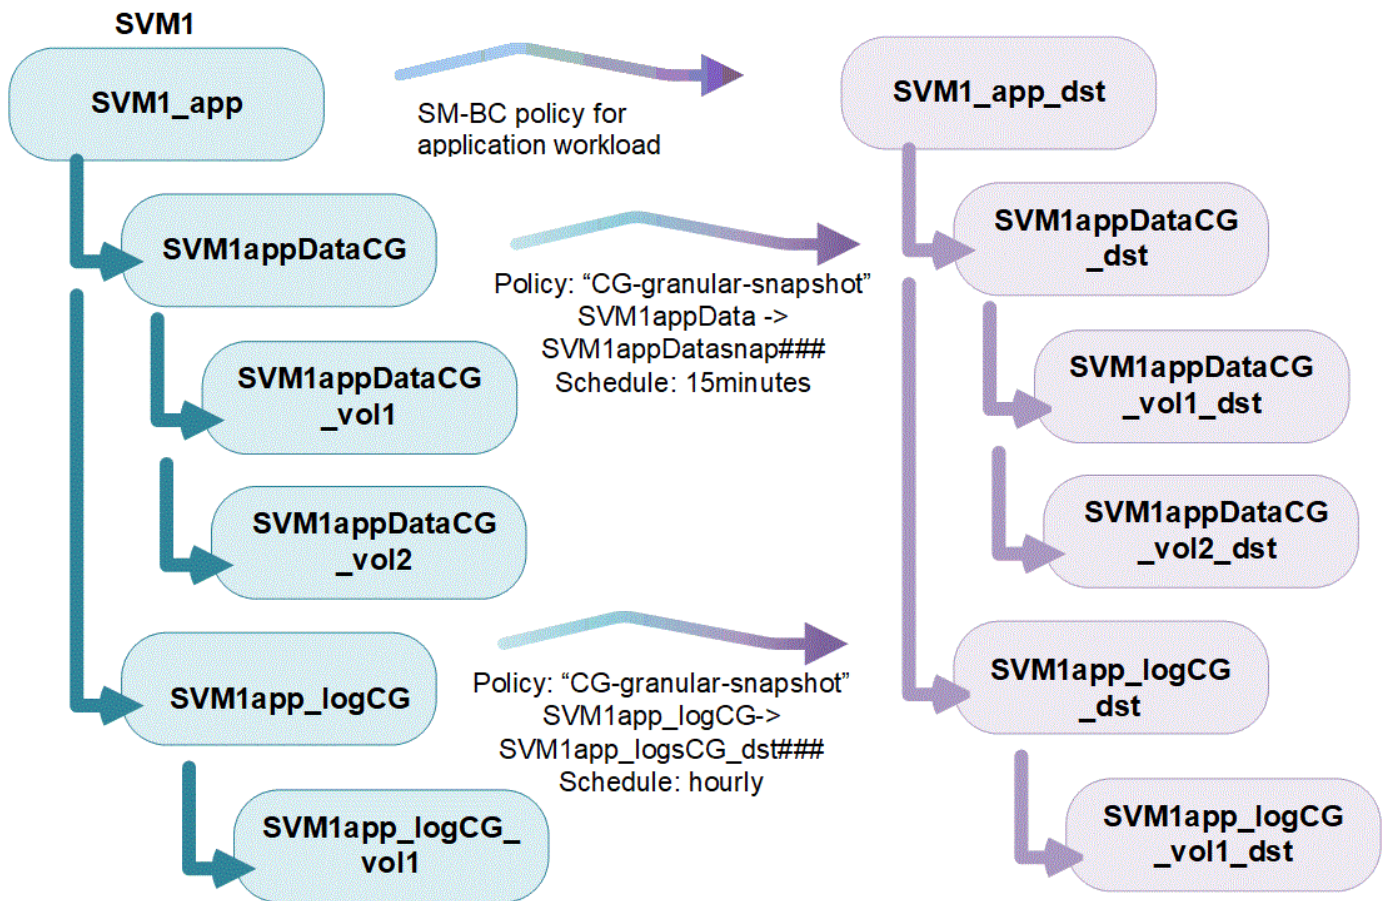 SVM1
SVM1_app
SM-BC policy for
application workload
SVM1_app_dst
SVM1appDataCG
Policy: “CG-granular-snapshot”
SVM1appData ->
SVM1appDatasnap###
Schedule: 15minutes
SVM1appDataCG
_dst
SVM1appDataCG
_vol1
SVM1appDataCG
_vol1_dst
SVM1appDataCG
_vol2
SVM1appDataCG
_vol2_dst
SVM1app_logCG
Policy: “CG-granular-snapshot”
SVM1app_logCG->
SVM1app_logsCG_dst###
Schedule: hourly
SVM1app_logCG
_dst
SVM1app_logCG_
vol1
SVM1app_logCG
_vol1_dst